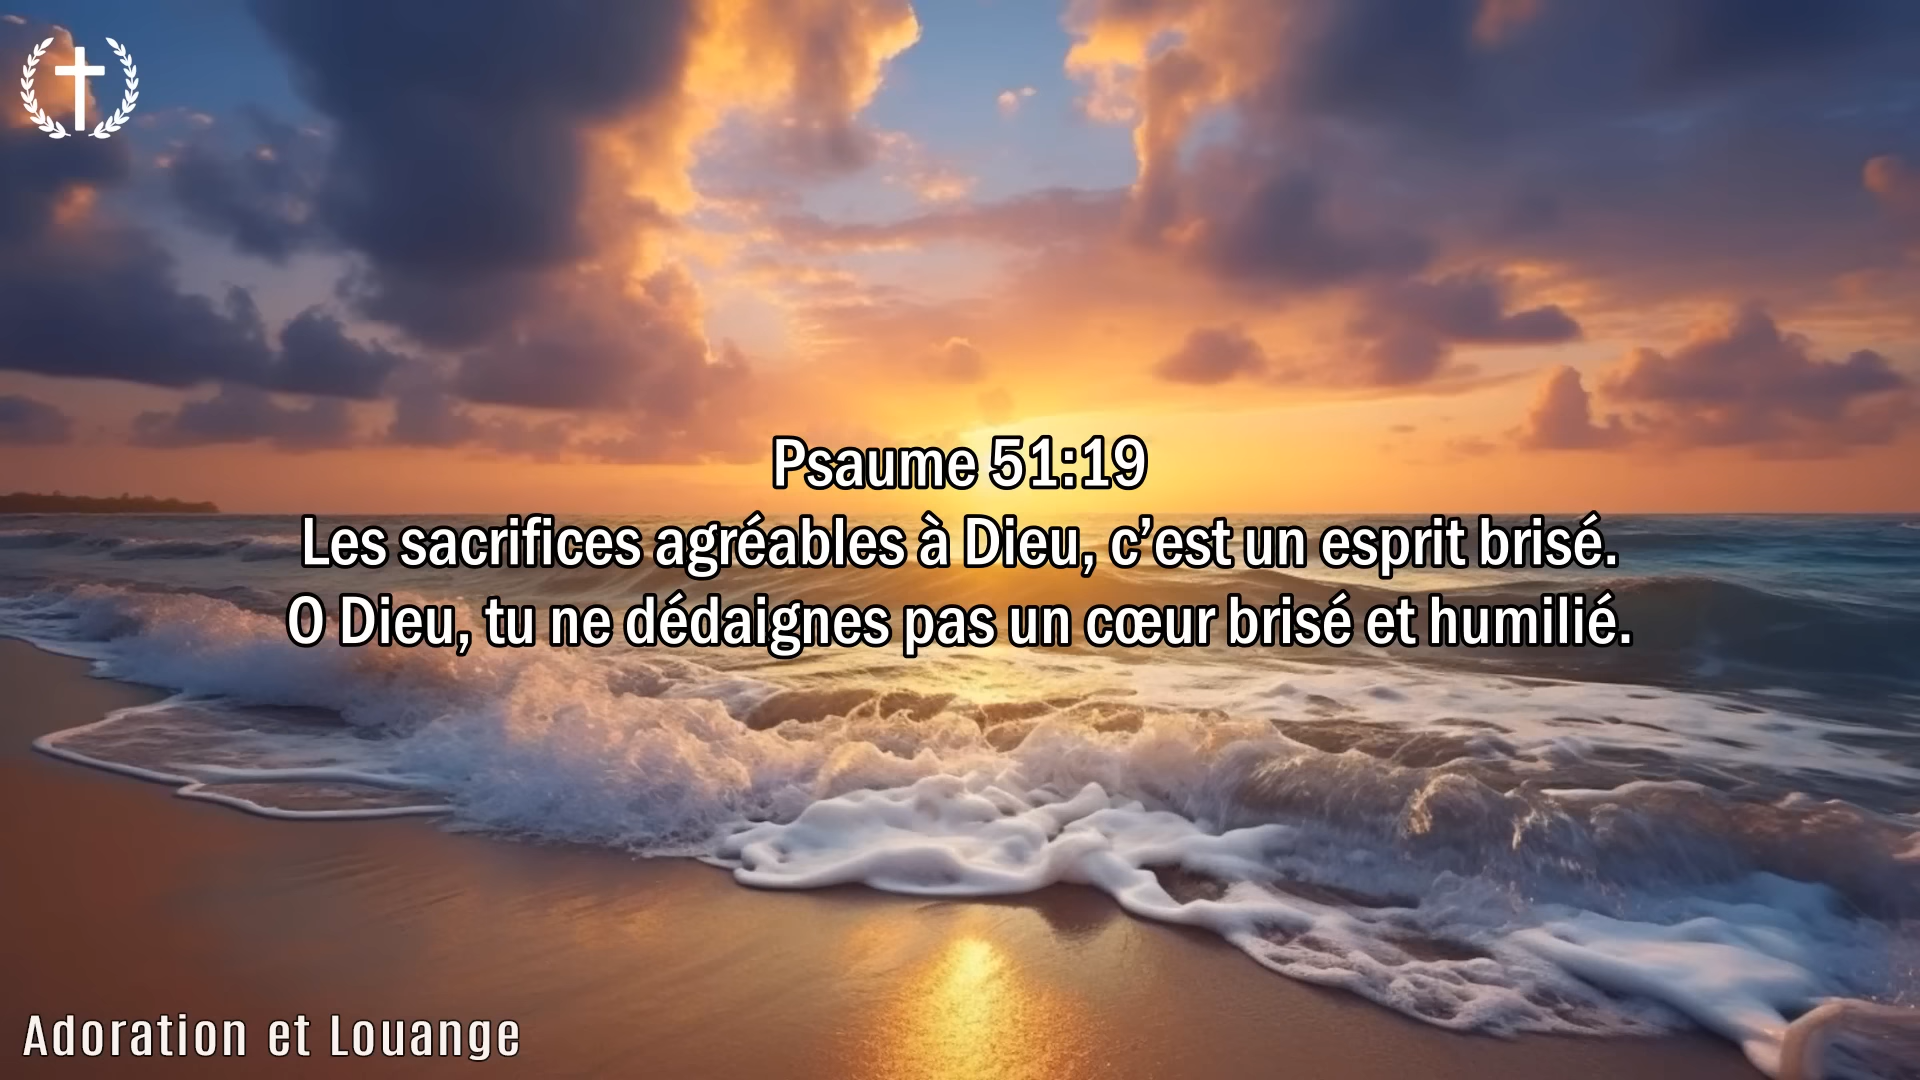 Psaume 51:19
Les sacrifices agréables à Dieu, c’est un esprit brisé.
O Dieu, tu ne dédaignes pas un cœur brisé et humilié.
Adoration et Louange